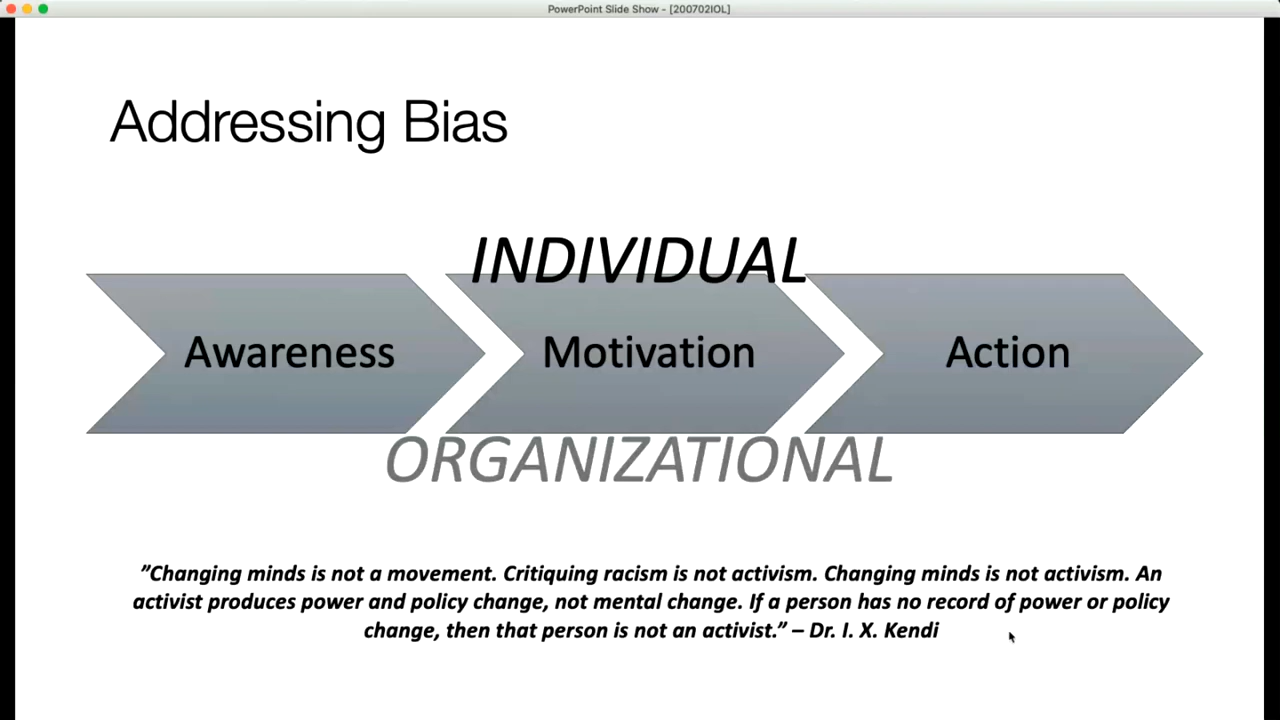 PowerPoint Slide Show - [200702IOL]
Addressing Bias
INDIVIDUAL
Awareness
Motivation
Action
ORGANIZATIONAL
”Changing minds is not a movement. Critiquing racism is not activism. Changing minds is not activism. An
activist produces power and policy change, not mental change. If a person has no record of power or policy
change, then that person is not an activist.” – Dr. I. X. Kendi